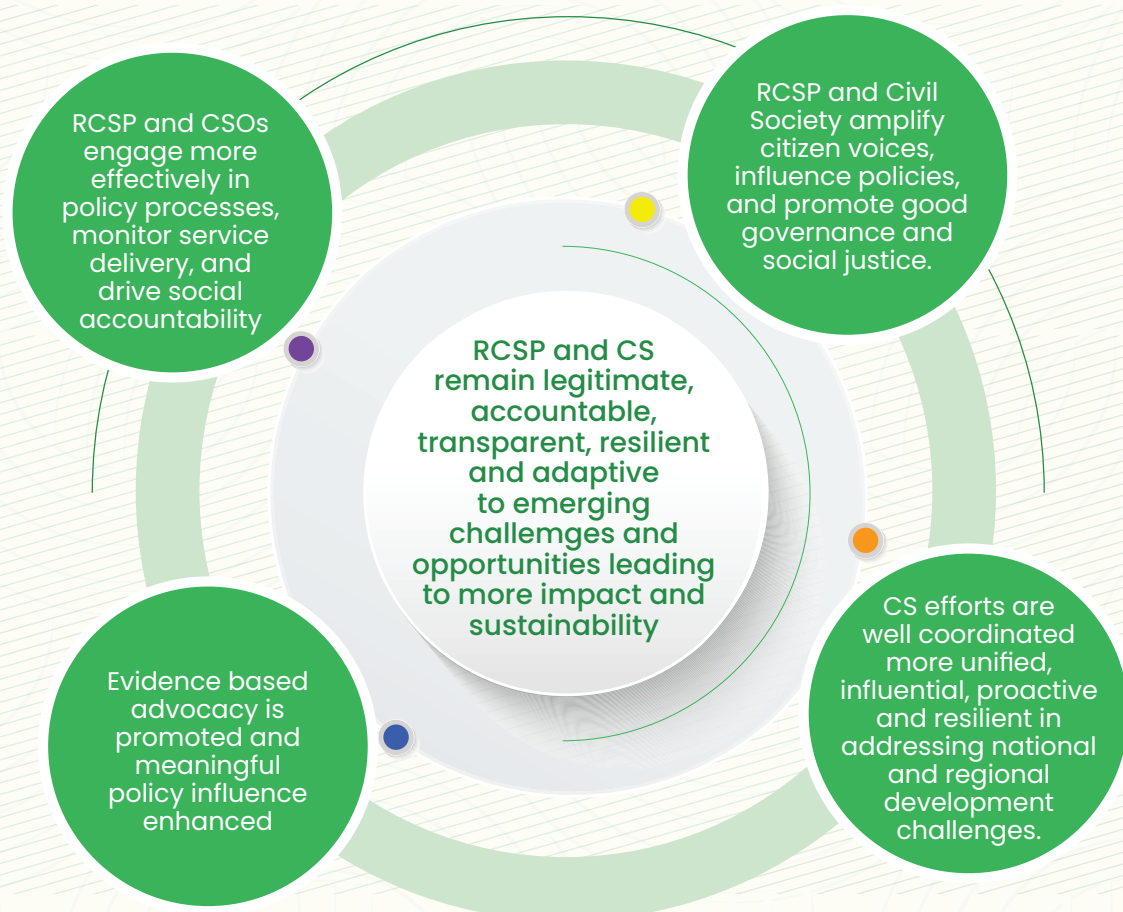 RCSP and CSOs
engage more
effectively in
policy processes,
monitor service
delivery, and
drive social
accountability
RCSP and Civil
Society amplify
citizen voices,
influence policies,
and promote good
governance and
social justice.
RCSP and CS
remain legitimate,
accountable,
transparent, resilient
and adaptive
to emerging
challemges and
opportunities leading
to more impact and
sustainability
Evidence based
advocacy is
promoted and
meaningful
policy influence
enhanced
CS efforts are
well coordinated
more unified,
influential, proactive
and resilient in
addressing national
and regional
development
challenges.